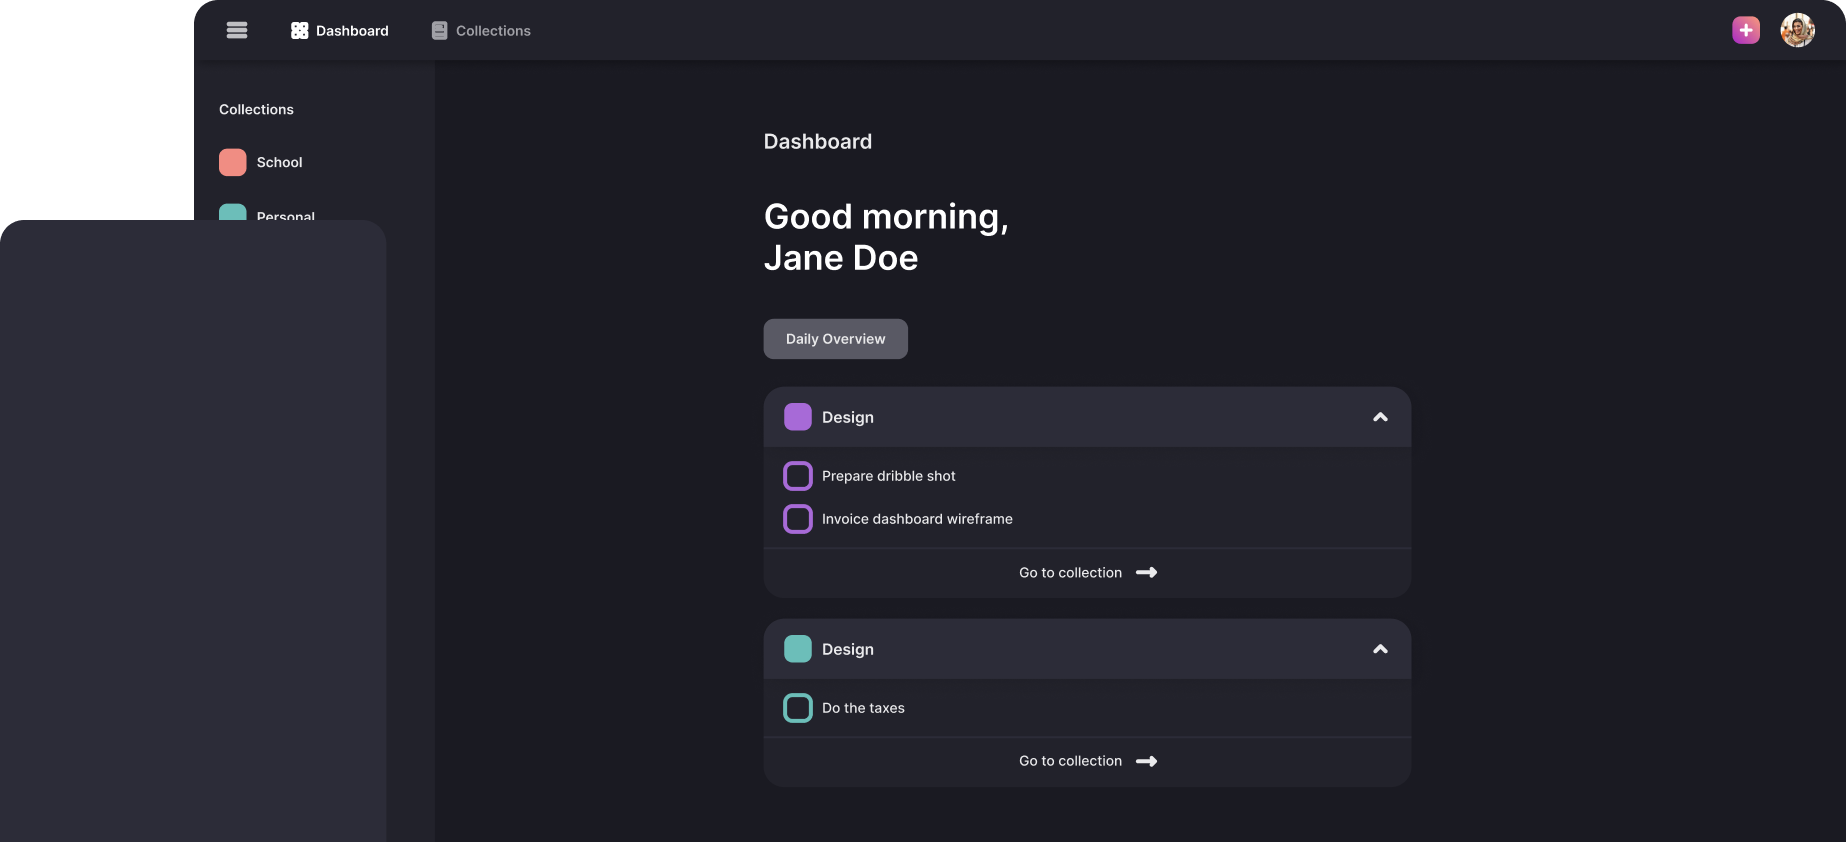 Dashboard
Collections
Collections
School
Personal
Dashboard
Good morning,
Jane Doe
Daily Overview
Design
Prepare dribble shot
Invoice dashboard wireframe
Go to collection
Design
Do the taxes
Go to collection